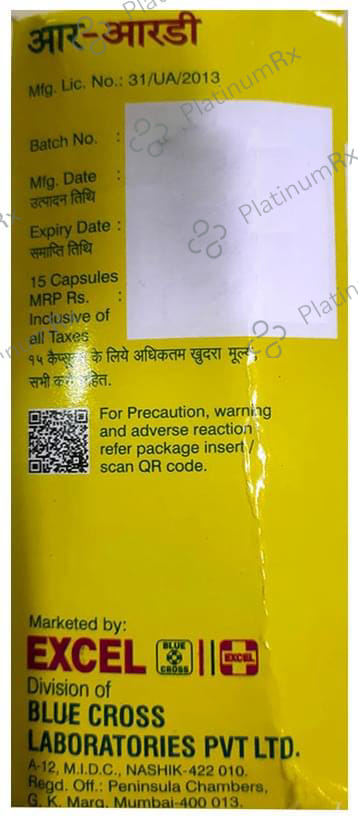 आर-आरडी
Mfg. Lic. No.: 31/UA/2013
Batch No. :
Mfg. Date :
उत्पादन तिथि
Expiry Date :
समाप्ति तिथि
15 Capsules
MRP Rs. :
Inclusive of
all Taxes
१५ के लिये अधिकतम खुदरा मूल्य
सभी सहित.
For Precaution, warning
and adverse reaction
refer package insert /
scan QR code.
Marketed by:
EXCEL BLUE CROSS EXCEL
Division of
BLUE CROSS
LABORATORIES PVT LTD.
A-12, M.I.D.C., NASHIK-422 010.
Regd. Off.: Peninsula Chambers,
G. K. Marg, Mumbai-400 013.
PlatinumRx
PlatinumRx
PlatinumRx